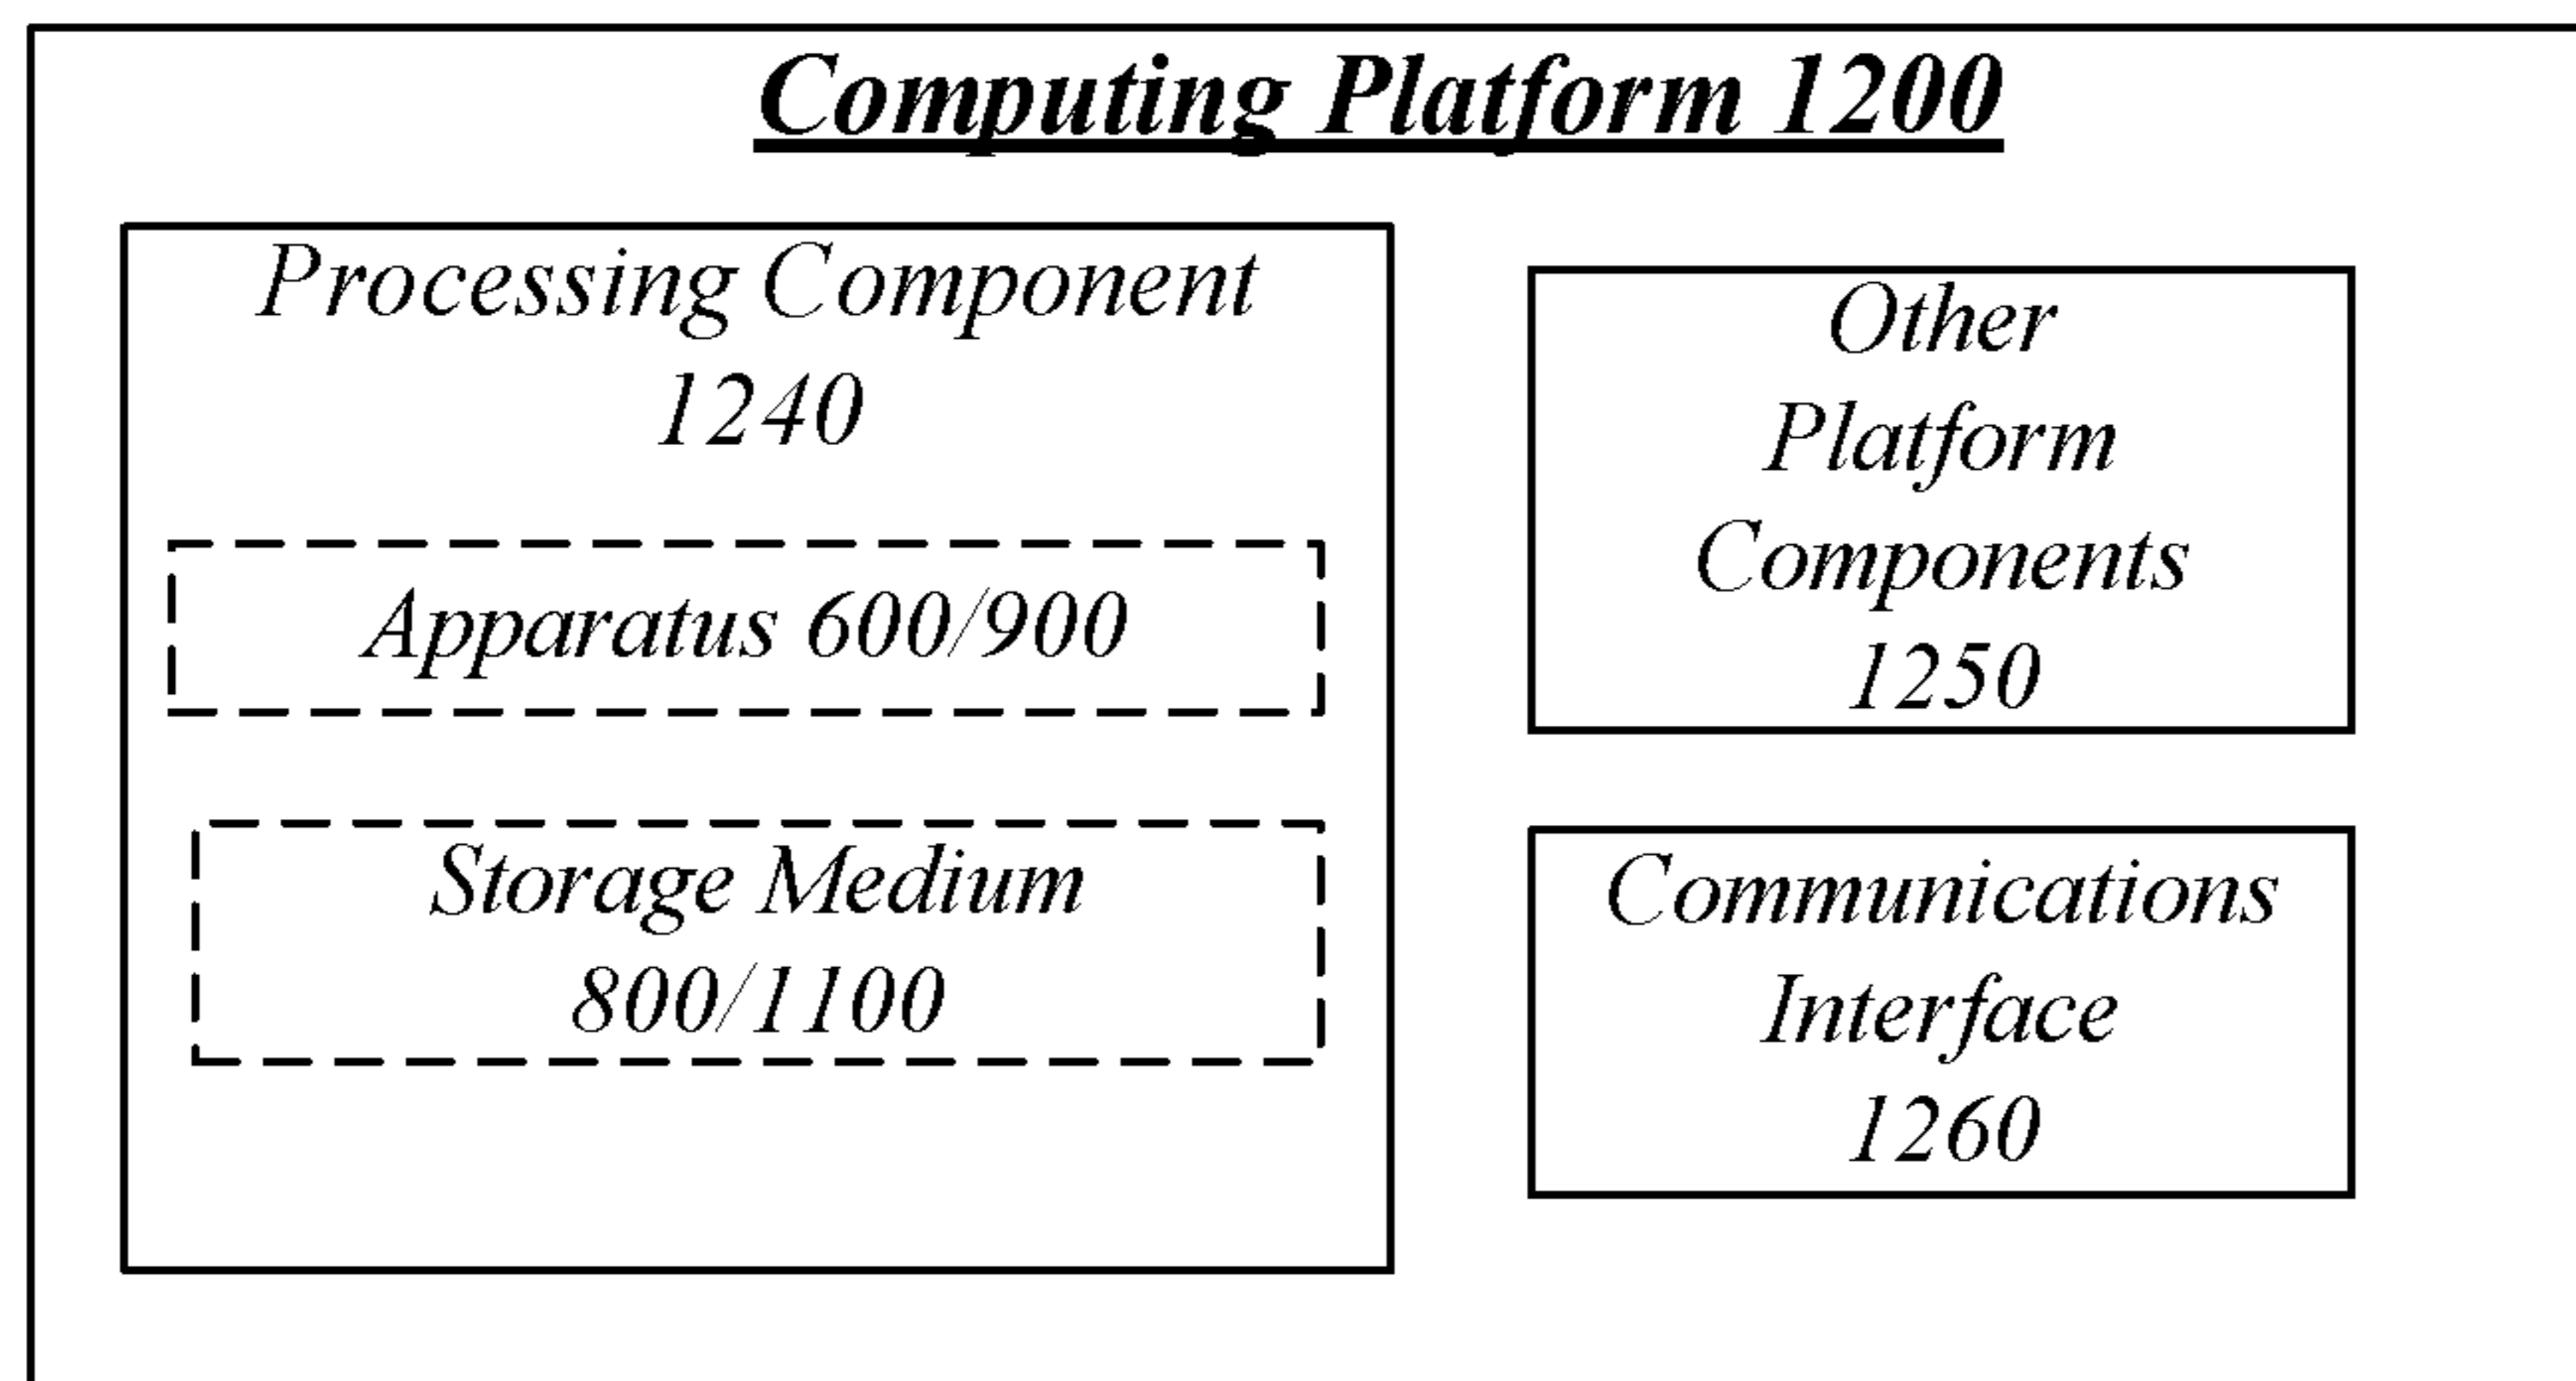 Computing Platform 1200
Processing Component
1240
Apparatus 600/900
Storage Medium
800/1100
Other
Platform
Components
1250
Communications
Interface
1260